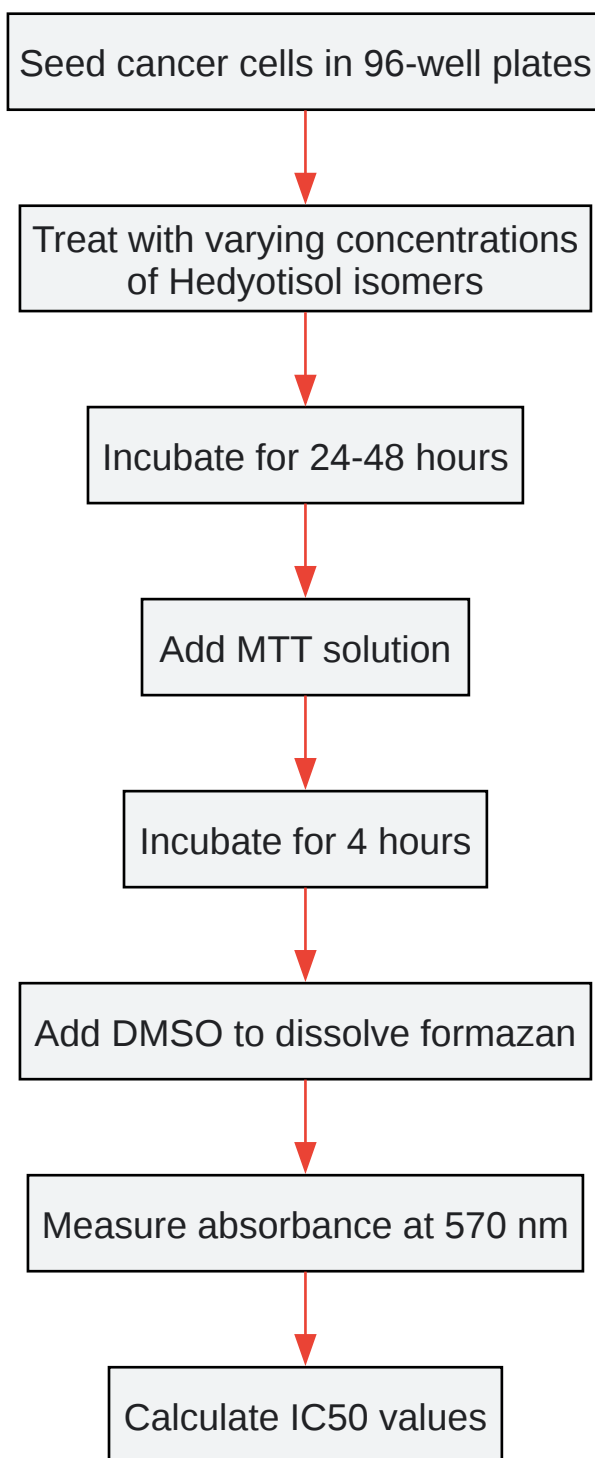 Seed cancer cells in 96-well plates
Treat with varying concentrations
of Hedyotisol isomers
Incubate for 24-48 hours
Add MTT solution
Incubate for 4 hours
Add DMSO to dissolve formazan
Measure absorbance at 570 nm
Calculate IC50 values